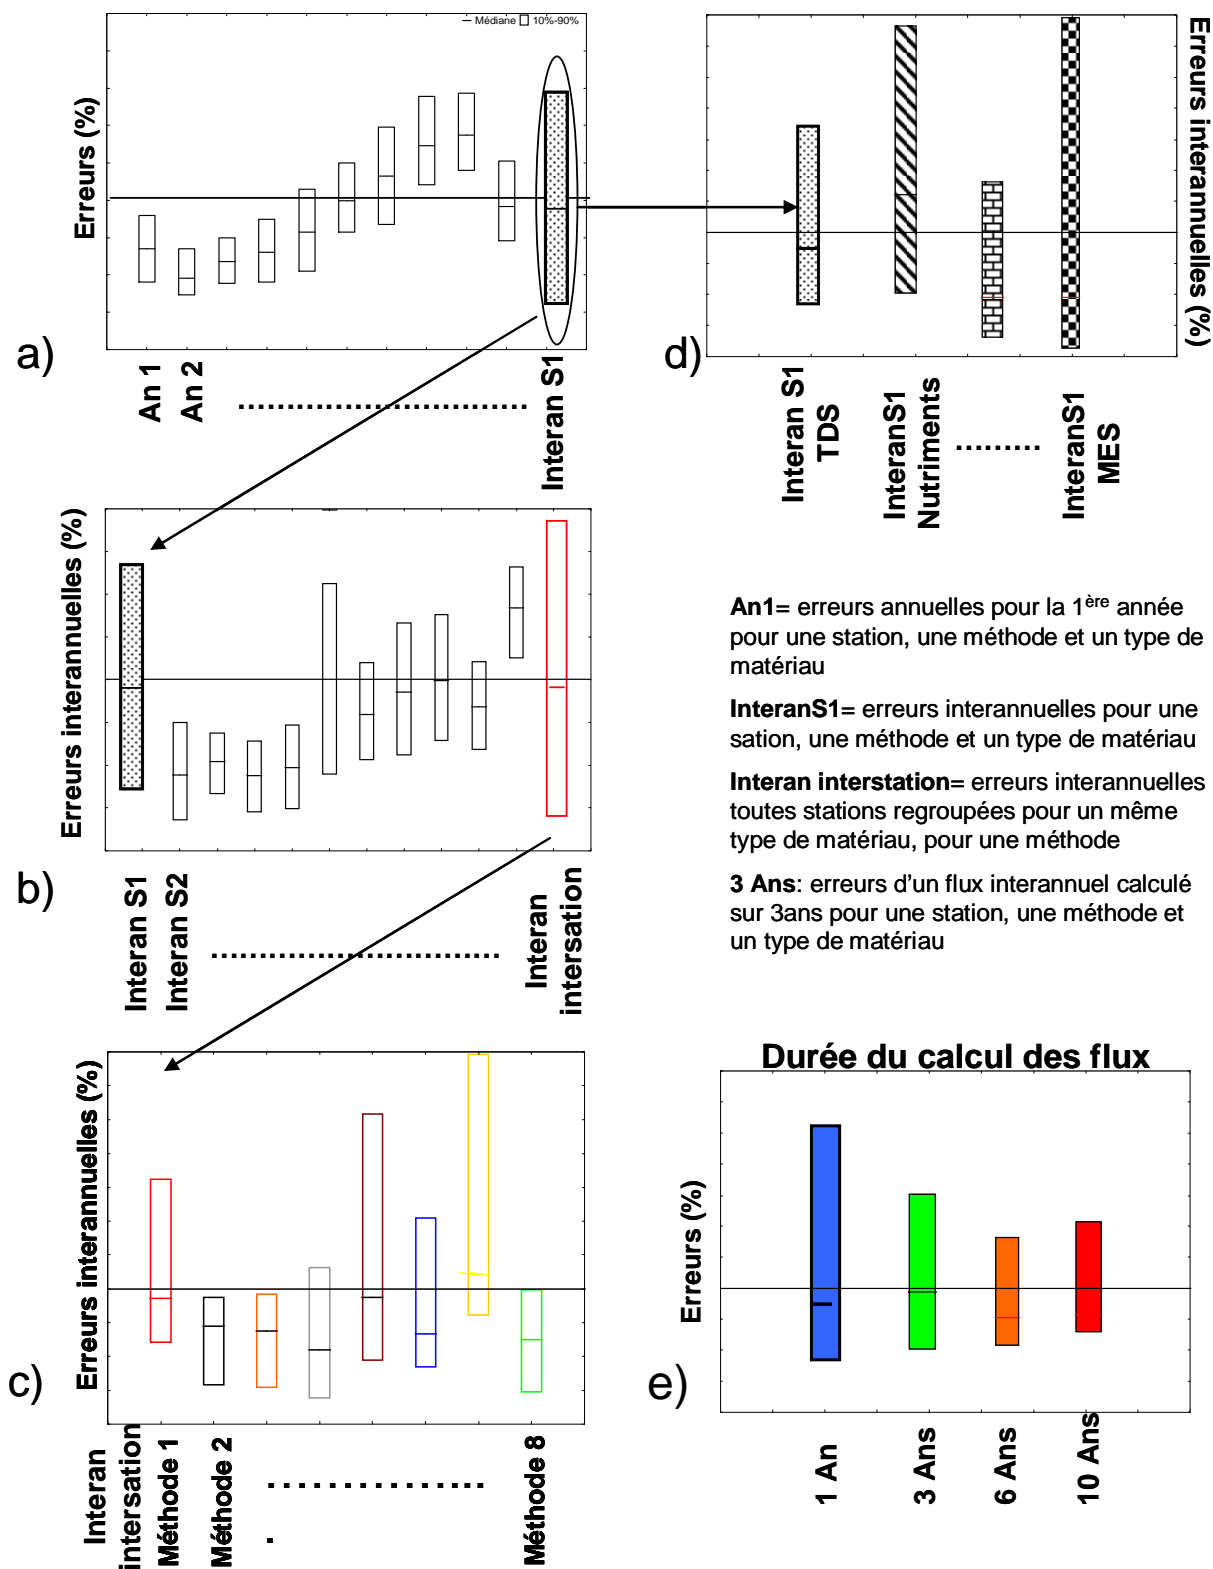 Médiane 10%-90%
Erreurs (%)
a)
An 1
An 2
Interan S1
Erreurs interannuelles (%)
d)
Interan S1
TDS
InteranS1
Nutriments
InteranS1
MES
Erreurs interannuelles (%)
b)
Interan S1
Interan S2
Interan
intersation
An1= erreurs annuelles pour la 1ère année
pour une station, une méthode et un type de
matériau
InteranS1= erreurs interannuelles pour une
sation, une méthode et un type de matériau
Interan interstation= erreurs interannuelles
toutes stations regroupées pour un même
type de matériau, pour une méthode
3 Ans: erreurs d'un flux interannuel calculé
sur 3ans pour une station, une méthode et
un type de matériau
Erreurs interannuelles (%)
c)
Interan
intersation
Méthode 1
Méthode 2
Méthode 8
Durée du calcul des flux
Erreurs (%)
e)
1 An
3 Ans
6 Ans
10 Ans